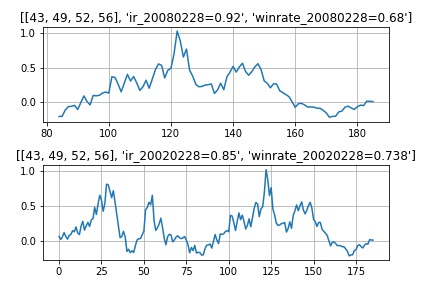 [[43, 49, 52, 56], 'ir_20080228=0.92', 'winrate_20080228=0.68']
1.0
0.5
0.0
80 100 120 140 160 180
[[43, 49, 52, 56], 'ir_20020228=0.85', 'winrate_20020228=0.738']
1.0
0.5
0.0
0 25 50 75 100 125 150 175